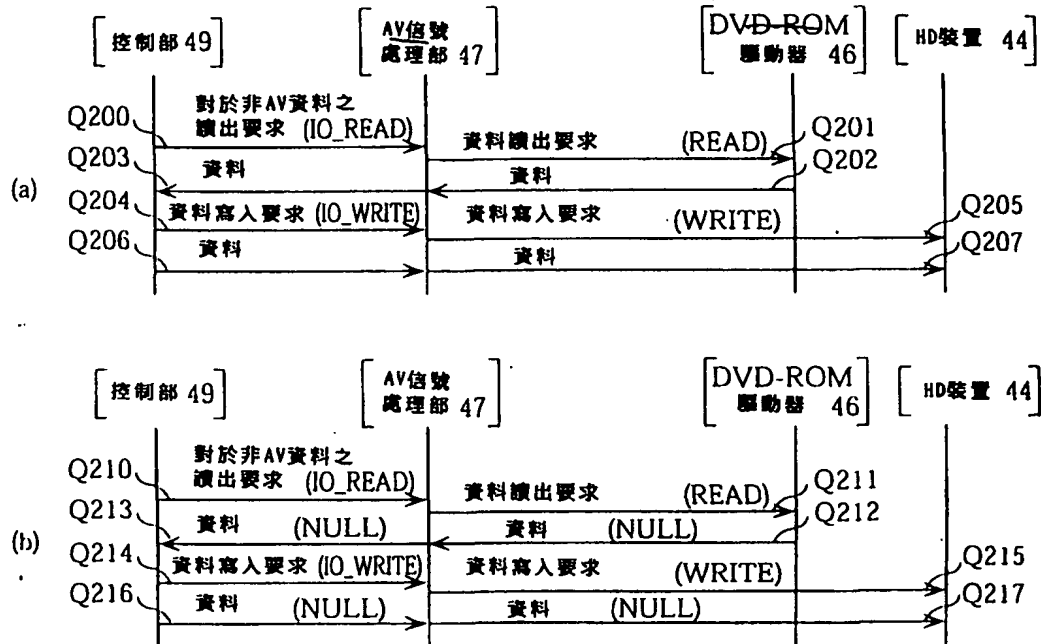 控制部 49
AV信號
處理部 47
DVD-ROM
驅動器 46
HD裝置 44
(a)
Q200
對於非AV資料之
讀出要求 (IO_READ)
資料讀出要求 (READ)
Q201
Q203
資料
資料
Q202
Q204
資料寫入要求 (IO_WRITE)
資料寫入要求 (WRITE)
Q205
Q206
資料
資料
Q207
控制部 49
AV信號
處理部 47
DVD-ROM
驅動器 46
HD裝置 44
(b)
Q210
對於非AV資料之
讀出要求 (IO_READ)
資料讀出要求 (READ)
Q211
Q213
資料 (NULL)
資料 (NULL)
Q212
Q214
資料寫入要求 (IO_WRITE)
資料寫入要求 (WRITE)
Q215
Q216
資料 (NULL)
資料 (NULL)
Q217